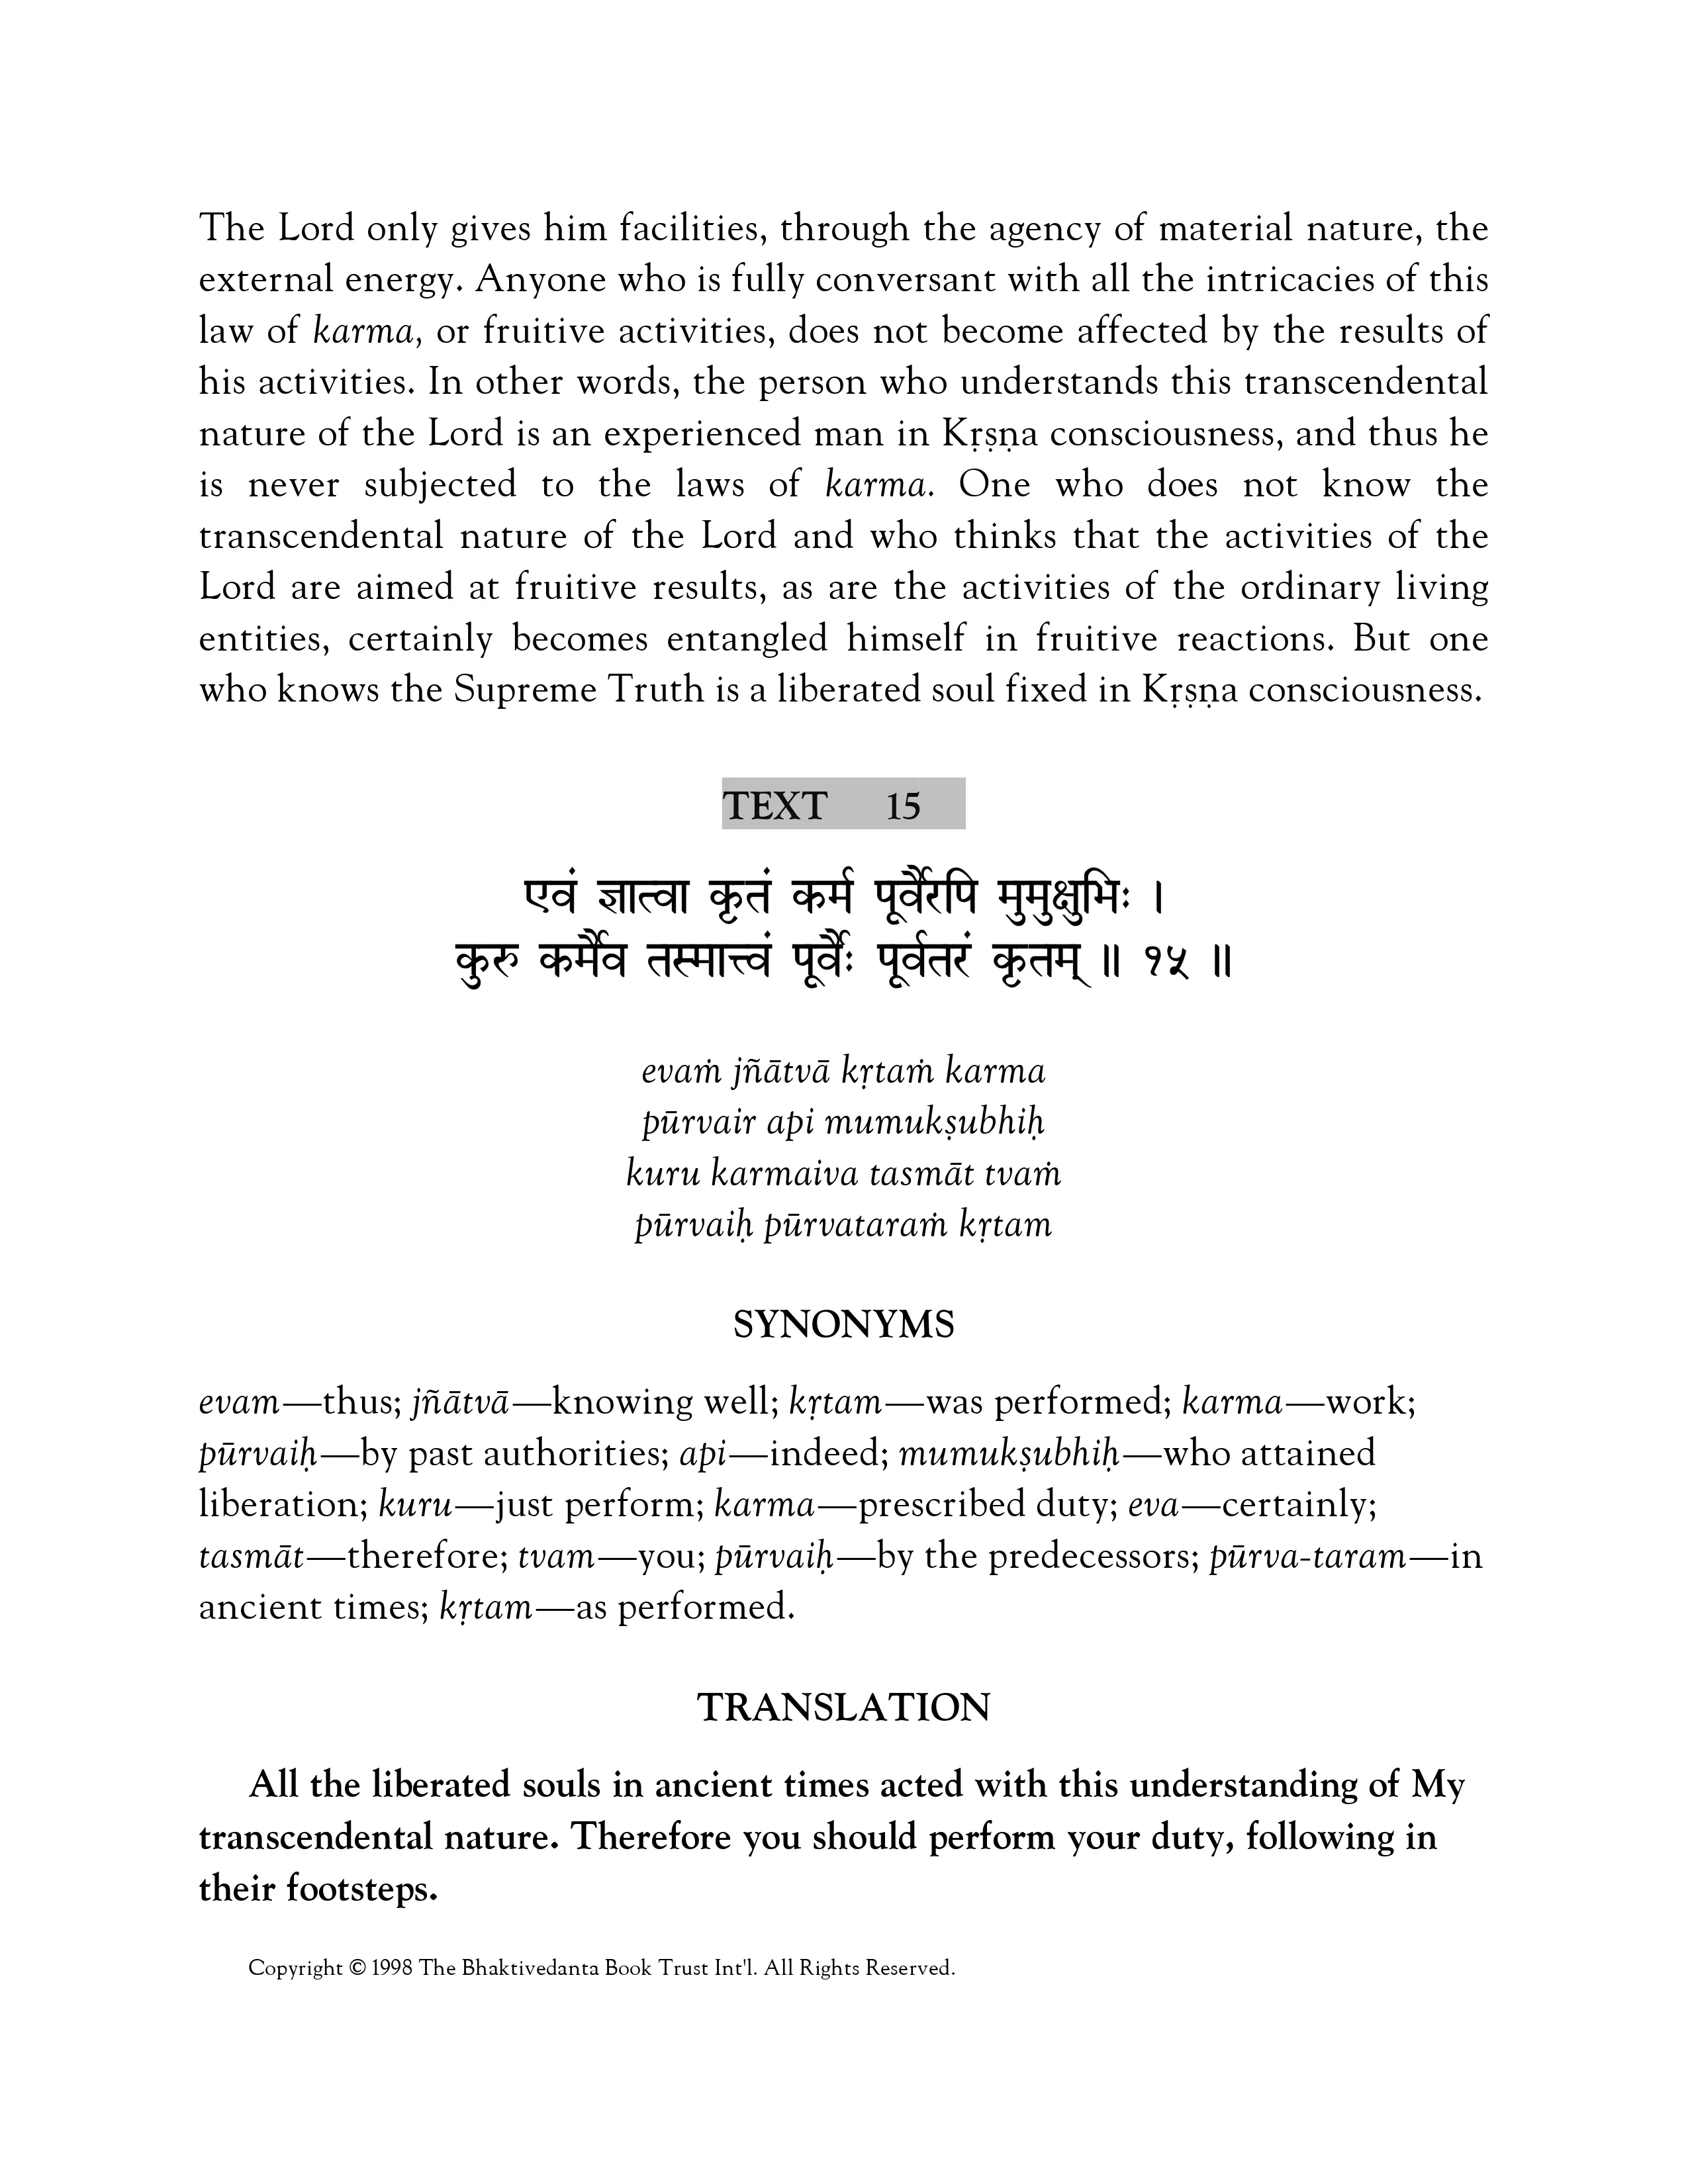 The Lord only gives him facilities, through the agency of material nature, the
external energy. Anyone who is fully conversant with all the intricacies of this
law of karma, or fruitive activities, does not become affected by the results of
his activities. In other words, the person who understands this transcendental
nature of the Lord is an experienced man in Kṛṣṇa consciousness, and thus he
is never subjected to the laws of karma. One who does not know the
transcendental nature of the Lord and who thinks that the activities of the
Lord are aimed at fruitive results, as are the activities of the ordinary living
entities, certainly becomes entangled himself in fruitive reactions. But one
who knows the Supreme Truth is a liberated soul fixed in Kṛṣṇa consciousness.
TEXT 15
एवं ज्ञात्वा कृतं कर्म पूर्वैरपि मुमुक्षुभिः ।
कुरु कर्मैव तस्मात्त्वं पूर्वैः पूर्वतरं कृतम् ॥ १५ ॥
evaṁ jñātvā kṛtaṁ karma
pūrvair api mumukṣubhiḥ
kuru karmaiva tasmāt tvaṁ
pūrvaiḥ pūrvataraṁ kṛtam
SYNONYMS
evam—thus; jñātvā—knowing well; kṛtam—was performed; karma—work;
pūrvaiḥ—by past authorities; api—indeed; mumukṣubhiḥ—who attained
liberation; kuru—just perform; karma—prescribed duty; eva—certainly;
tasmāt—therefore; tvam—you; pūrvaiḥ—by the predecessors; pūrva-taram—in
ancient times; kṛtam—as performed.
TRANSLATION
All the liberated souls in ancient times acted with this understanding of My
transcendental nature. Therefore you should perform your duty, following in
their footsteps.
Copyright © 1998 The Bhaktivedanta Book Trust Int'l. All Rights Reserved.